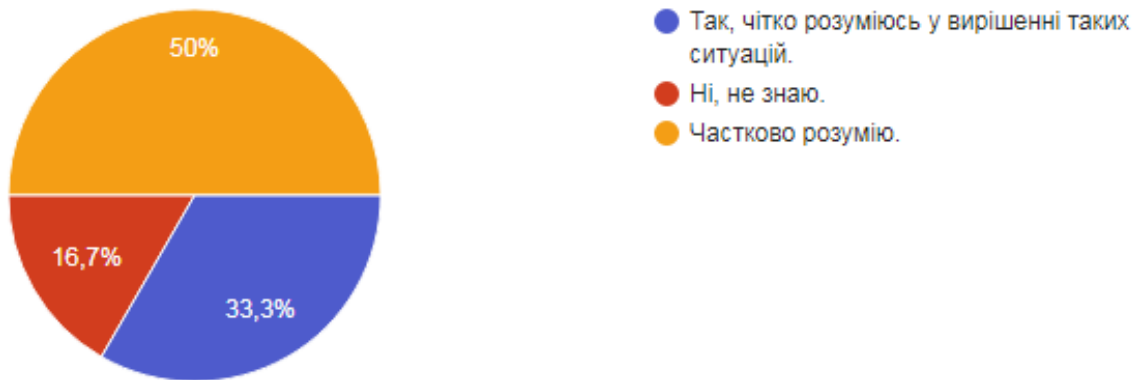 50%
16,7%
33,3%
Так, чітко розуміюсь у вирішенні таких
ситуацій.
Ні, не знаю.
Частково розумію.